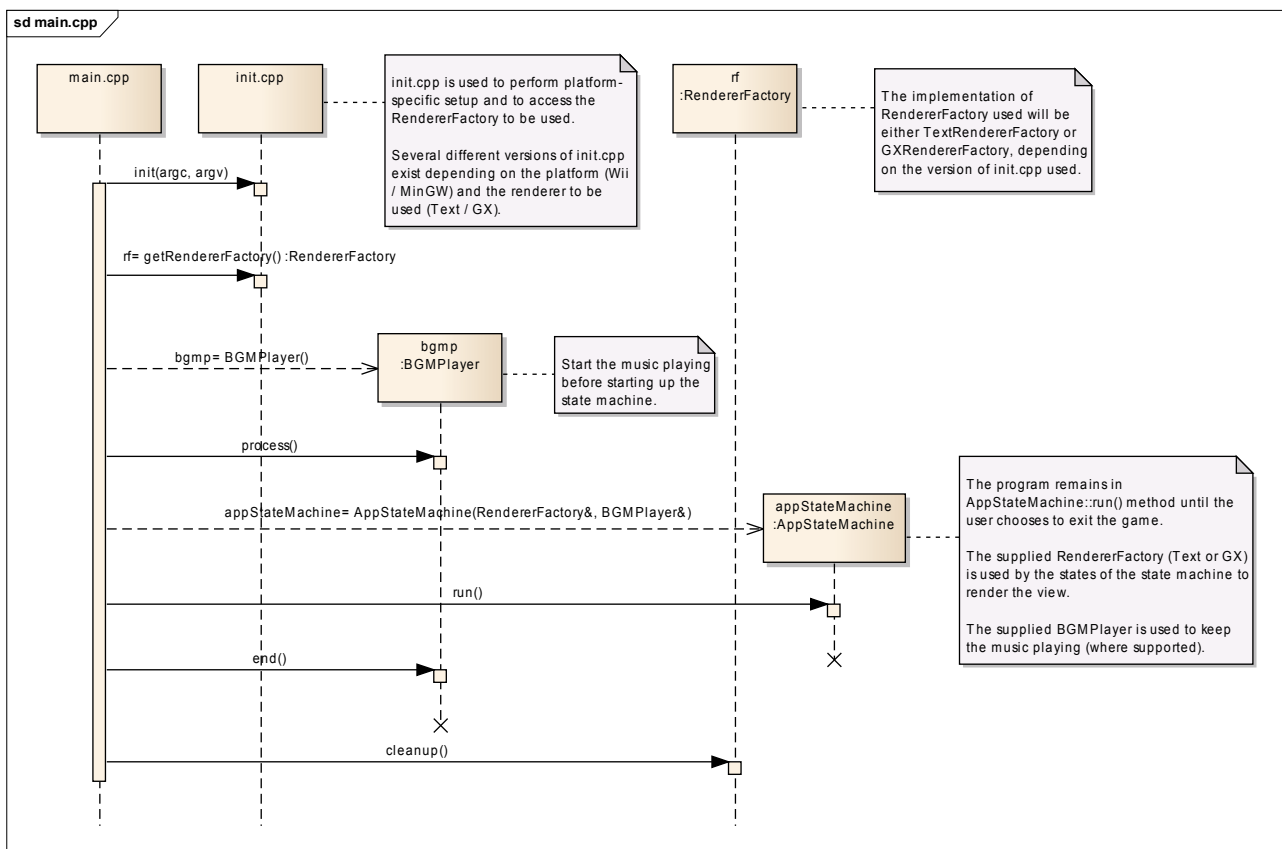 sd main.cpp
main.cpp
init.cpp
init.cpp is used to perform platform-
specific setup and to access the
RendererFactory to be used.
Several different versions of init.cpp
exist depending on the platform (Wii
/ MinGW) and the renderer to be
used (Text / GX).
rf
:RendererFactory
The implementation of
RendererFactory used will be
either TextRendererFactory or
GXRendererFactory, depending
on the version of init.cpp used.
init(argc, argv)
rf= getRendererFactory() :RendererFactory
bgmp= BGMPlayer()
bgmp
:BGMPlayer
Start the music playing
before starting up the
state machine.
process()
appStateMachine= AppStateMachine(RendererFactory&, BGMPlayer&)
appStateMachine
:AppStateMachine
The program remains in
AppStateMachine::run() method until the
user chooses to exit the game.
The supplied RendererFactory (Text or GX)
is used by the states of the state machine to
render the view.
The supplied BGMPlayer is used to keep
the music playing (where supported).
run()
end()
cleanup()